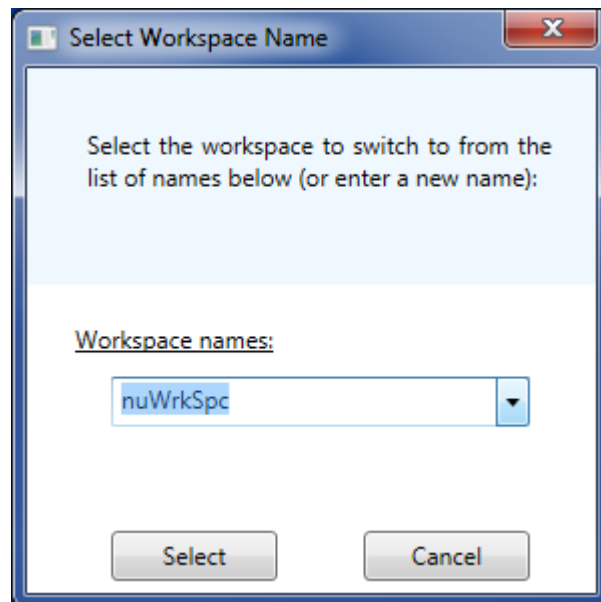 Select Workspace Name
Select the workspace to switch to from the
list of names below (or enter a new name):
Workspace names:
nuWrkSpc
Select Cancel